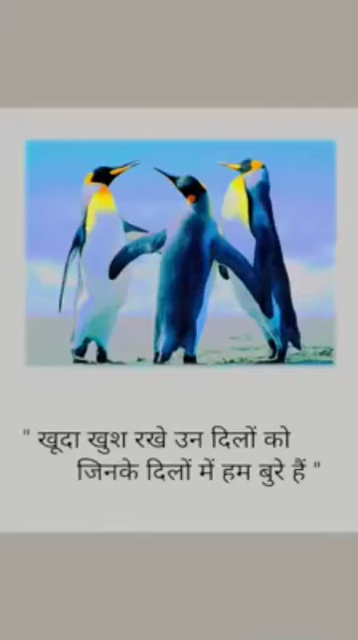 " खूदा खुश रखे उन दिलों को
जिनके दिलों में हम बुरे हैं "